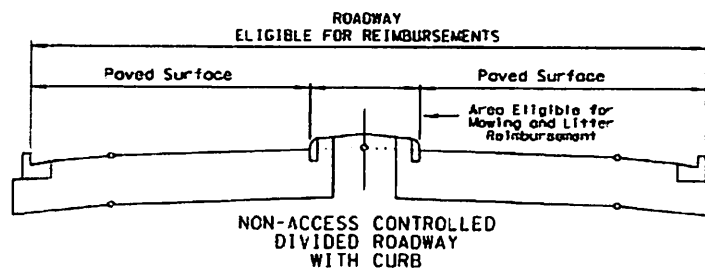 ROADWAY
ELIGIBLE FOR REIMBURSEMENTS
Paved Surface
Paved Surface
Area Eligible for
Mowing and Litter
Reimbursement
NON-ACCESS CONTROLLED
DIVIDED ROADWAY
WITH CURB